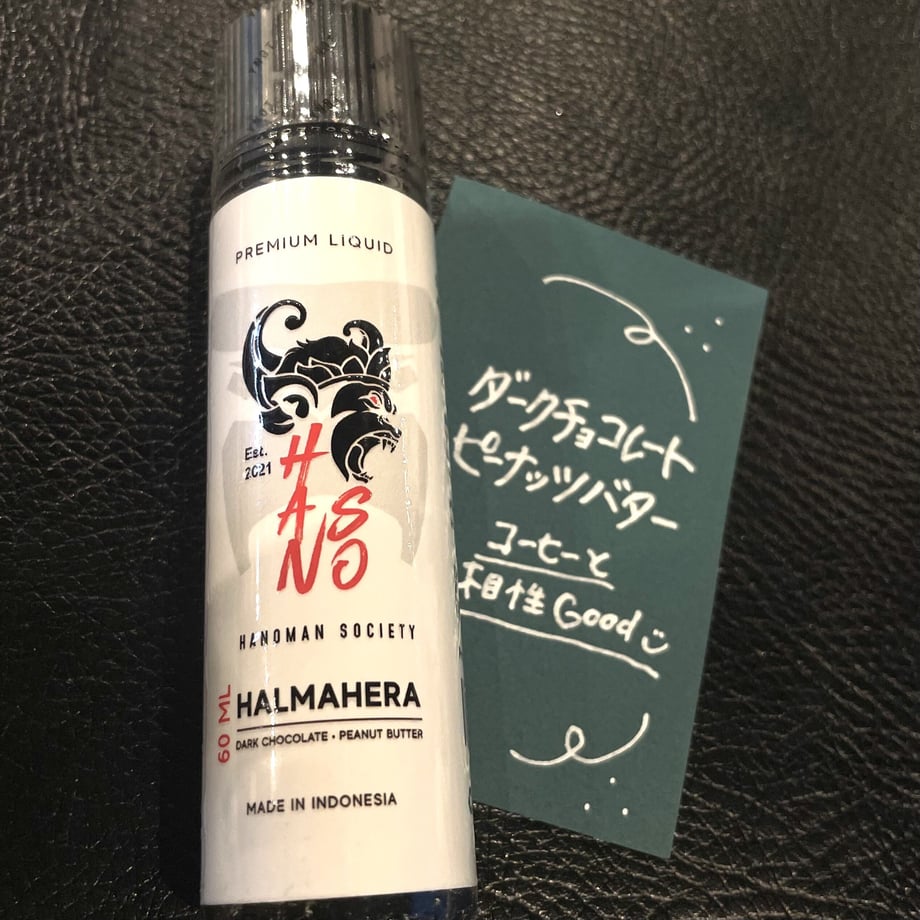 PREMIUM LIQUID
Est.
2021
HAS
NO
HANOMAN SOCIETY
60 ML
HALMAHERA
DARK CHOCOLATE • PEANUT BUTTER
MADE IN INDONESIA
ダークチョコレート
ピーナッツバター
コーヒーと
相性Good